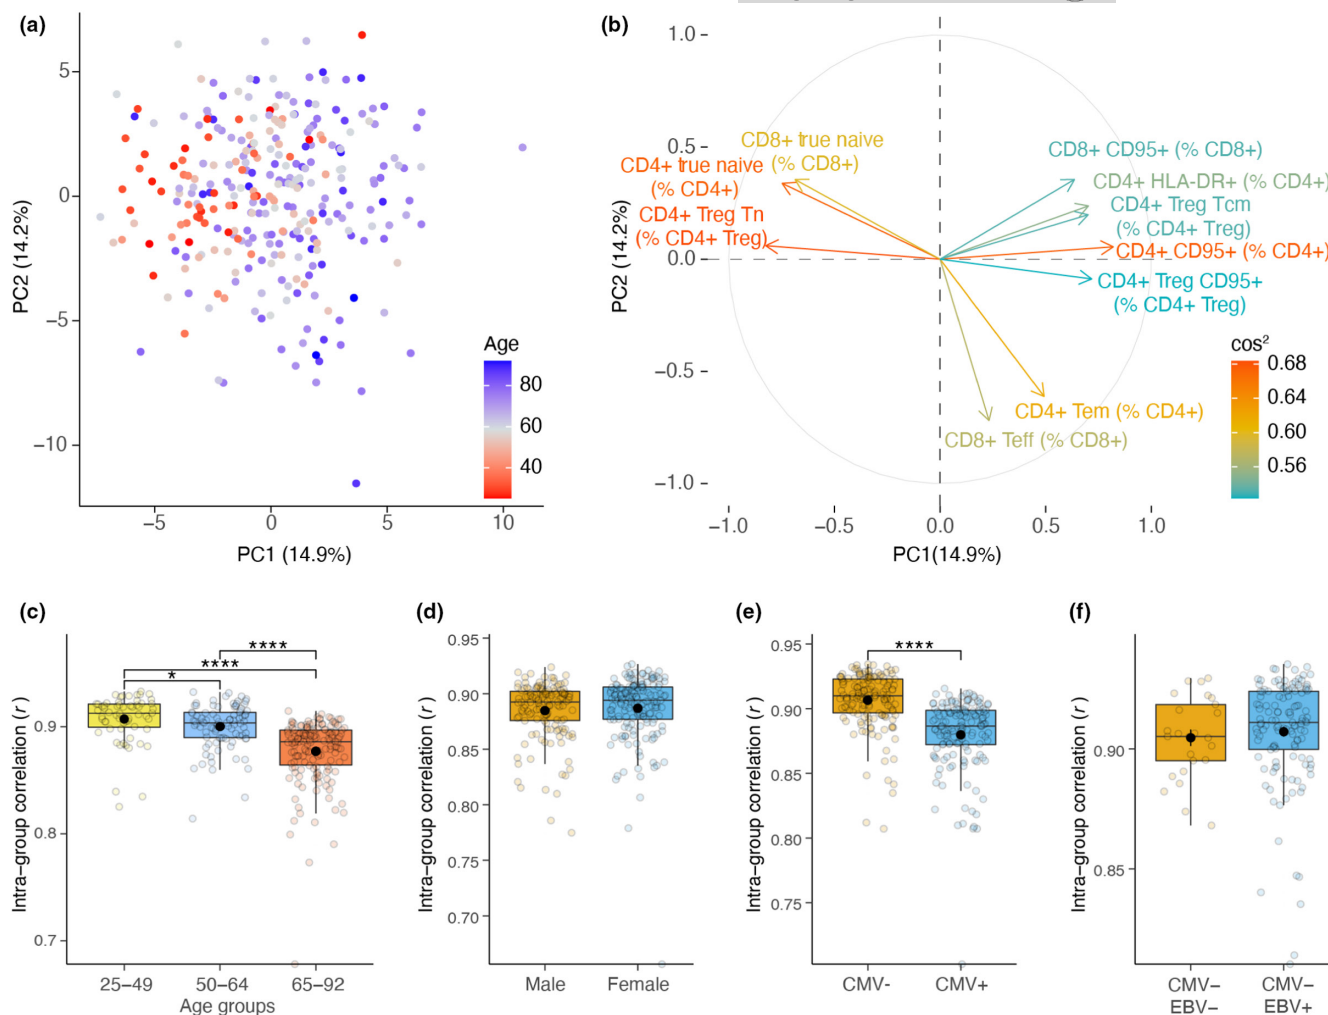 (a)
5
0
−5
−10
−5
0
5
10
PC2 (14.2%)
PC1 (14.9%)
Age
80
60
40
(b)
1.0
0.5
0.0
−0.5
−1.0
−1.0
−0.5
0.0
0.5
1.0
PC2 (14.2%)
PC1(14.9%)
CD8+ true naive
(% CD8+)
CD4+ true naive
(% CD4+)
CD4+ Treg Tn
(% CD4+ Treg)
CD8+ CD95+ (% CD8+)
CD4+ HLA-DR+ (% CD4+)
CD4+ Treg Tcm
(% CD4+ Treg)
CD4+ CD95+ (% CD4+)
CD4+ Treg CD95+
(% CD4+ Treg)
CD4+ Tem (% CD4+)
CD8+ Teff (% CD8+)
cos²
0.68
0.64
0.60
0.56
(c)
Intra−group correlation (r)
0.9
0.8
0.7
****
****
*
25−49
50−64
65−92
Age groups
(d)
Intra−group correlation (r)
0.95
0.90
0.85
0.80
0.75
0.70
Male
Female
(e)
Intra−group correlation (r)
0.95
0.90
0.85
0.80
0.75
****
CMV-
CMV+
(f)
Intra−group correlation (r)
0.90
0.85
CMV−
EBV−
CMV−
EBV+